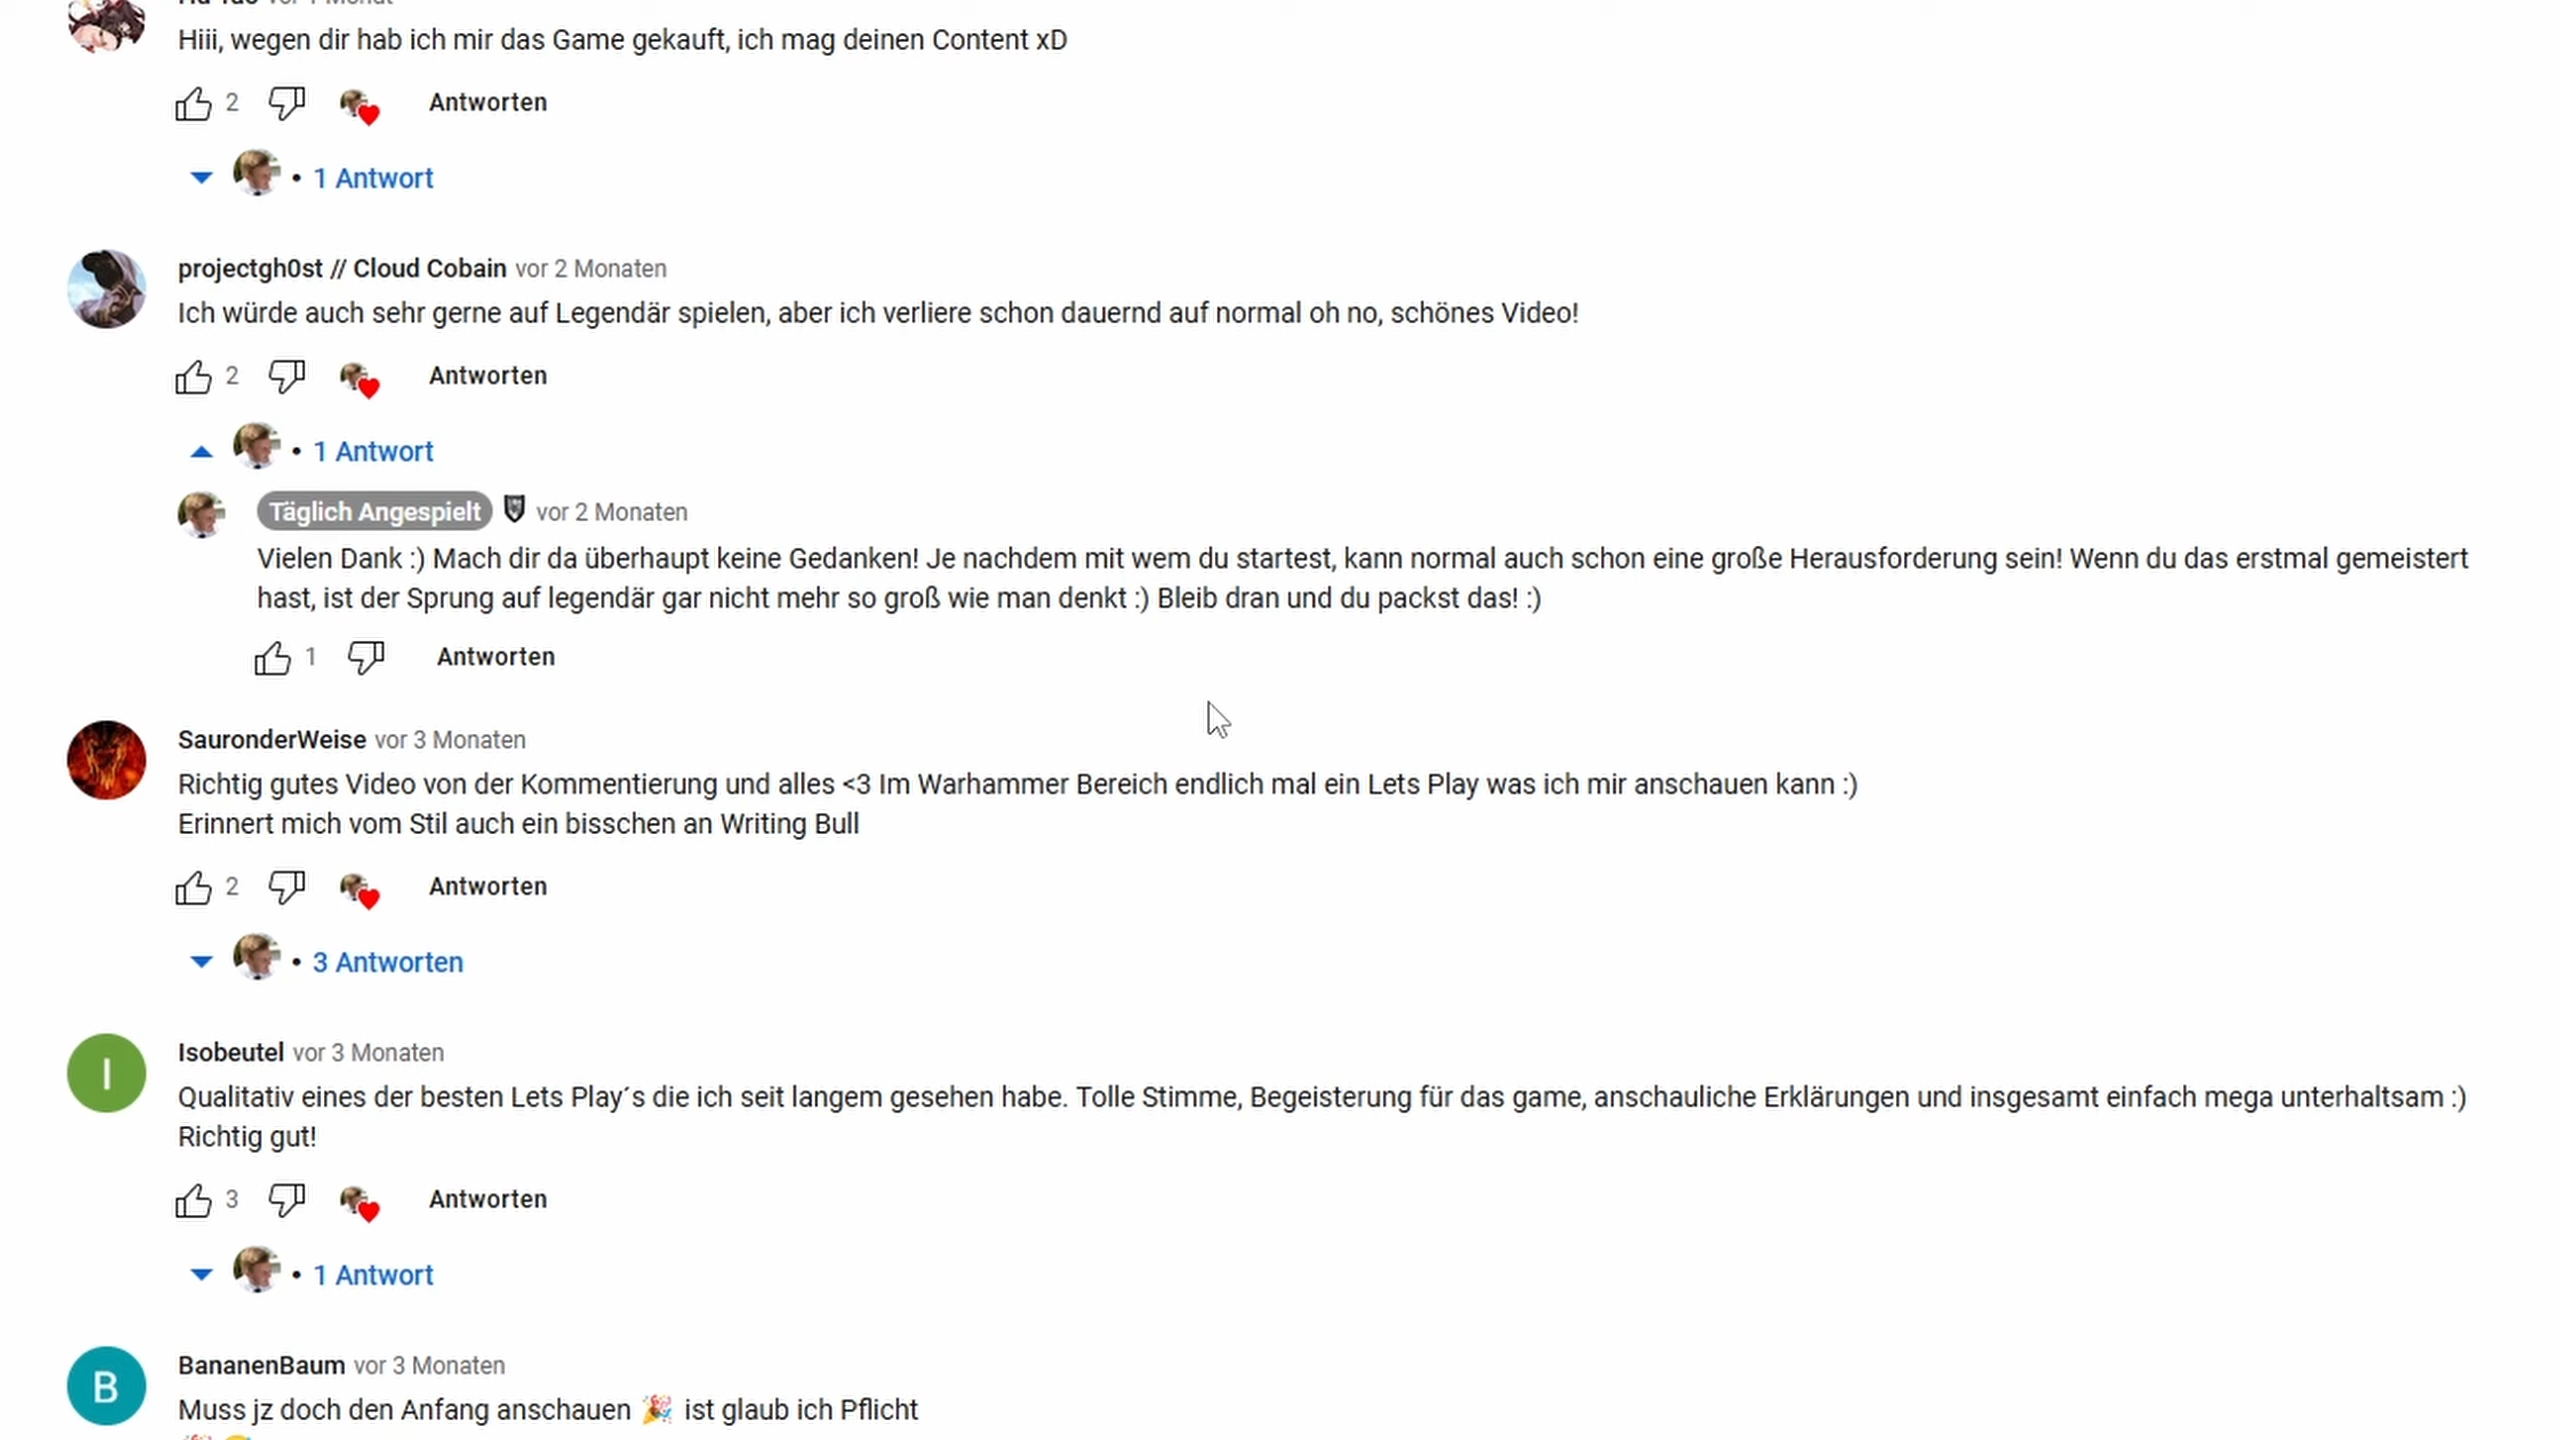 Hiii, wegen dir hab ich mir das Game gekauft, ich mag deinen Content xD
2 Antworten
• 1 Antwort
projectgh0st // Cloud Cobain vor 2 Monaten
Ich würde auch sehr gerne auf Legendär spielen, aber ich verliere schon dauernd auf normal oh no, schönes Video!
2 Antworten
• 1 Antwort
Täglich Angespielt vor 2 Monaten
Vielen Dank :) Mach dir da überhaupt keine Gedanken! Je nachdem mit wem du startest, kann normal auch schon eine große Herausforderung sein! Wenn du das erstmal gemeistert
hast, ist der Sprung auf legendär gar nicht mehr so groß wie man denkt :) Bleib dran und du packst das! :)
1 Antworten
SauronderWeise vor 3 Monaten
Richtig gutes Video von der Kommentierung und alles <3 Im Warhammer Bereich endlich mal ein Lets Play was ich mir anschauen kann :)
Erinnert mich vom Stil auch ein bisschen an Writing Bull
2 Antworten
• 3 Antworten
I
Isobeutel vor 3 Monaten
Qualitativ eines der besten Lets Play´s die ich seit langem gesehen habe. Tolle Stimme, Begeisterung für das game, anschauliche Erklärungen und insgesamt einfach mega unterhaltsam :)
Richtig gut!
3 Antworten
• 1 Antwort
B
BananenBaum vor 3 Monaten
Muss jz doch den Anfang anschauen 🎉 ist glaub ich Pflicht